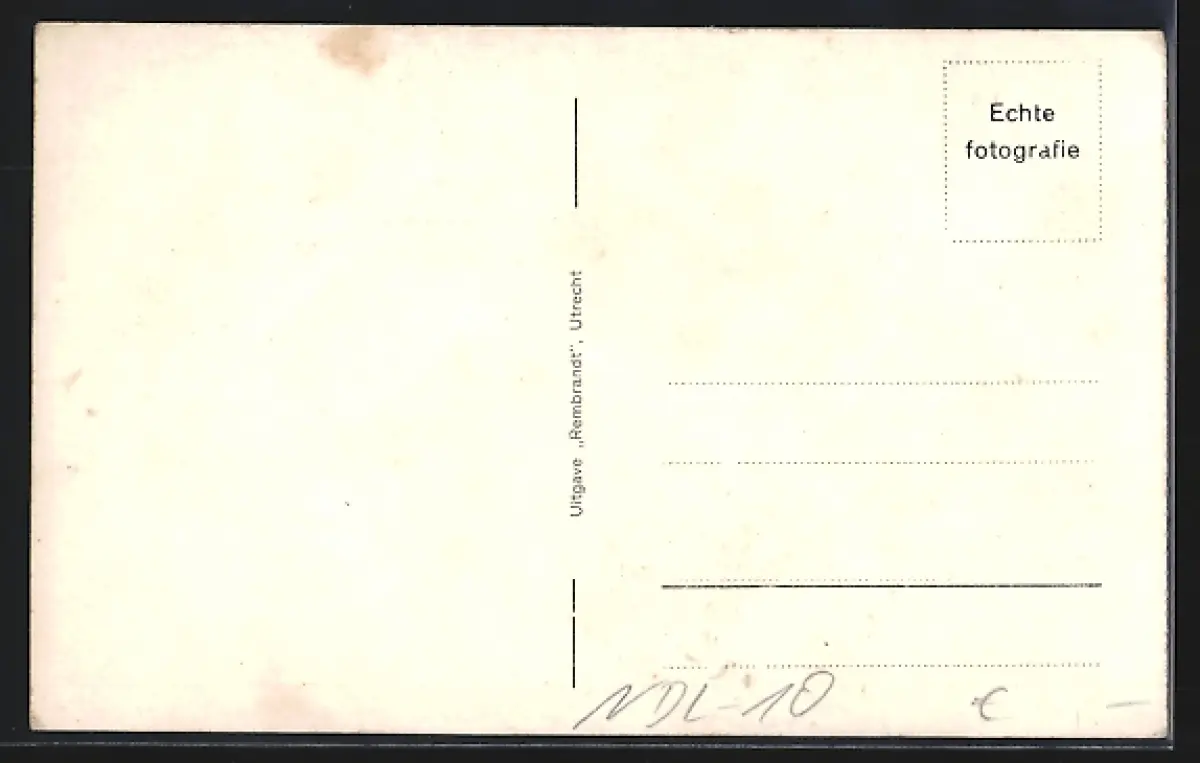 Echte
fotografie
Uitgave „Rembrandt", Utrecht
NDL-10 €